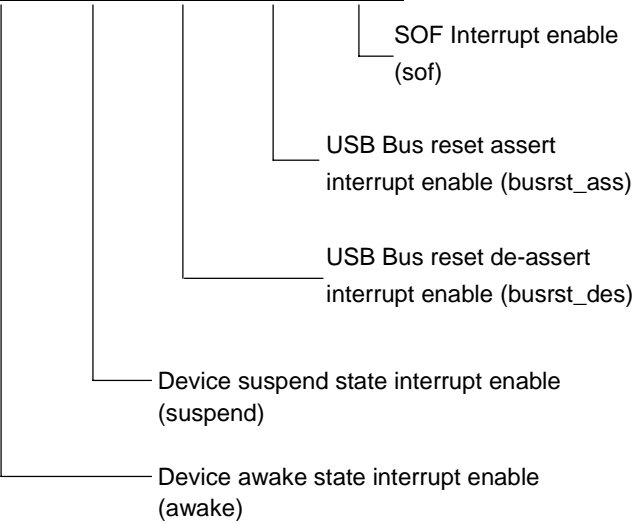 SOF Interrupt enable
(sof)
USB Bus reset assert
interrupt enable (busrst_ass)
USB Bus reset de-assert
interrupt enable (busrst_des)
Device suspend state interrupt enable
(suspend)
Device awake state interrupt enable
(awake)